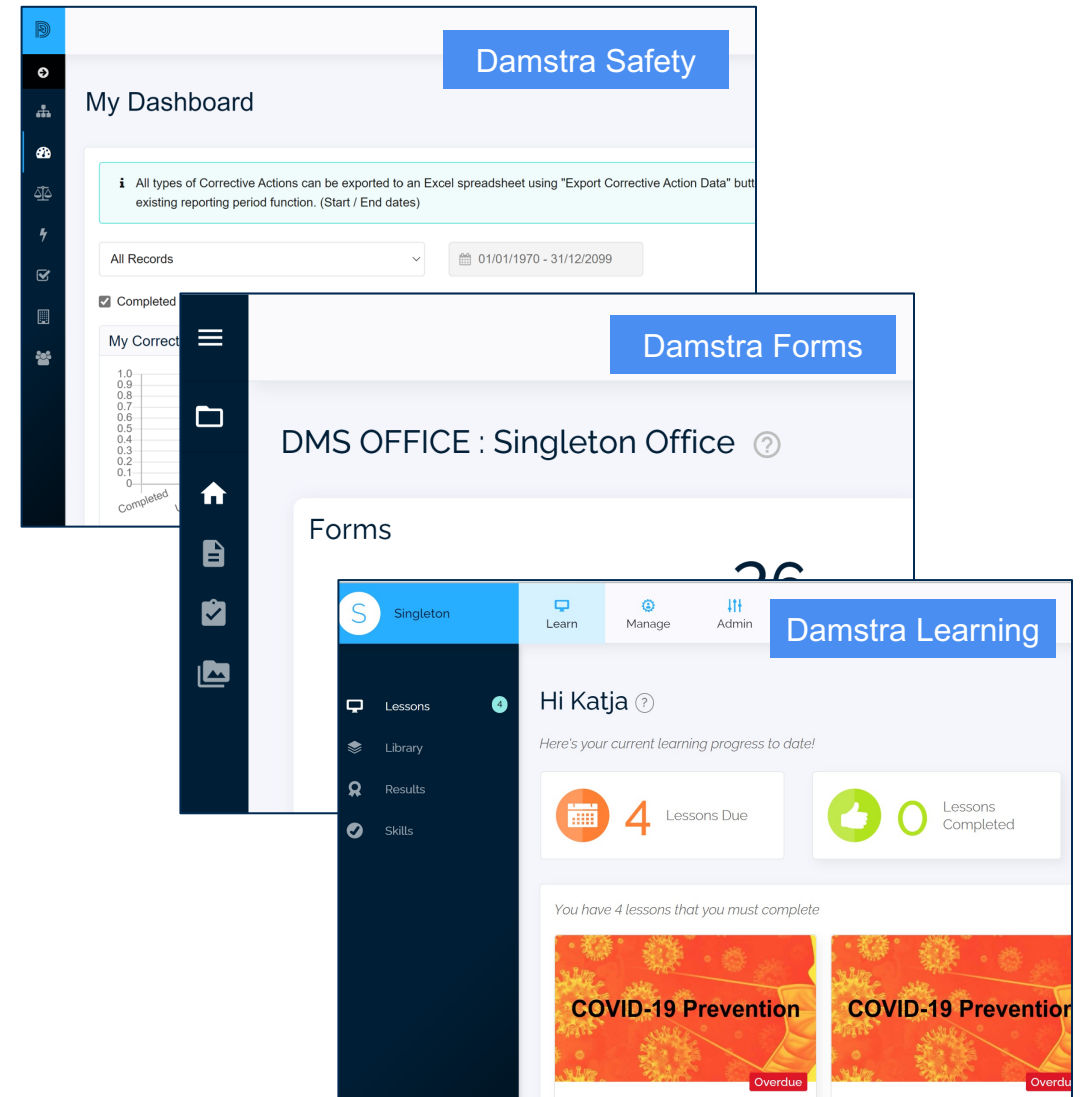 Damstra Safety
My Dashboard
All types of Corrective Actions can be exported to an Excel spreadsheet using "Export Corrective Action Data"
existing reporting period function. (Start / End dates)
All Records
01/01/1970 - 31/12/2099
Completed
My
1.0
0.9
0.8
0.7
0.6
0.5
0.4
0.3
0.2
0.1
0
Completed
Damstra Forms
DMS OFFICE : Singleton Office ?
Forms
Damstra Learning
S Singleton
Learn Manage Admin
Lessons 4
Library
Results
Skills
Hi Katja ?
Here's your current learning progress to date!
4 Lessons Due
0 Lessons
Completed
You have 4 lessons that you must complete
COVID-19 Prevention
COVID-19 Prevention
Overdue